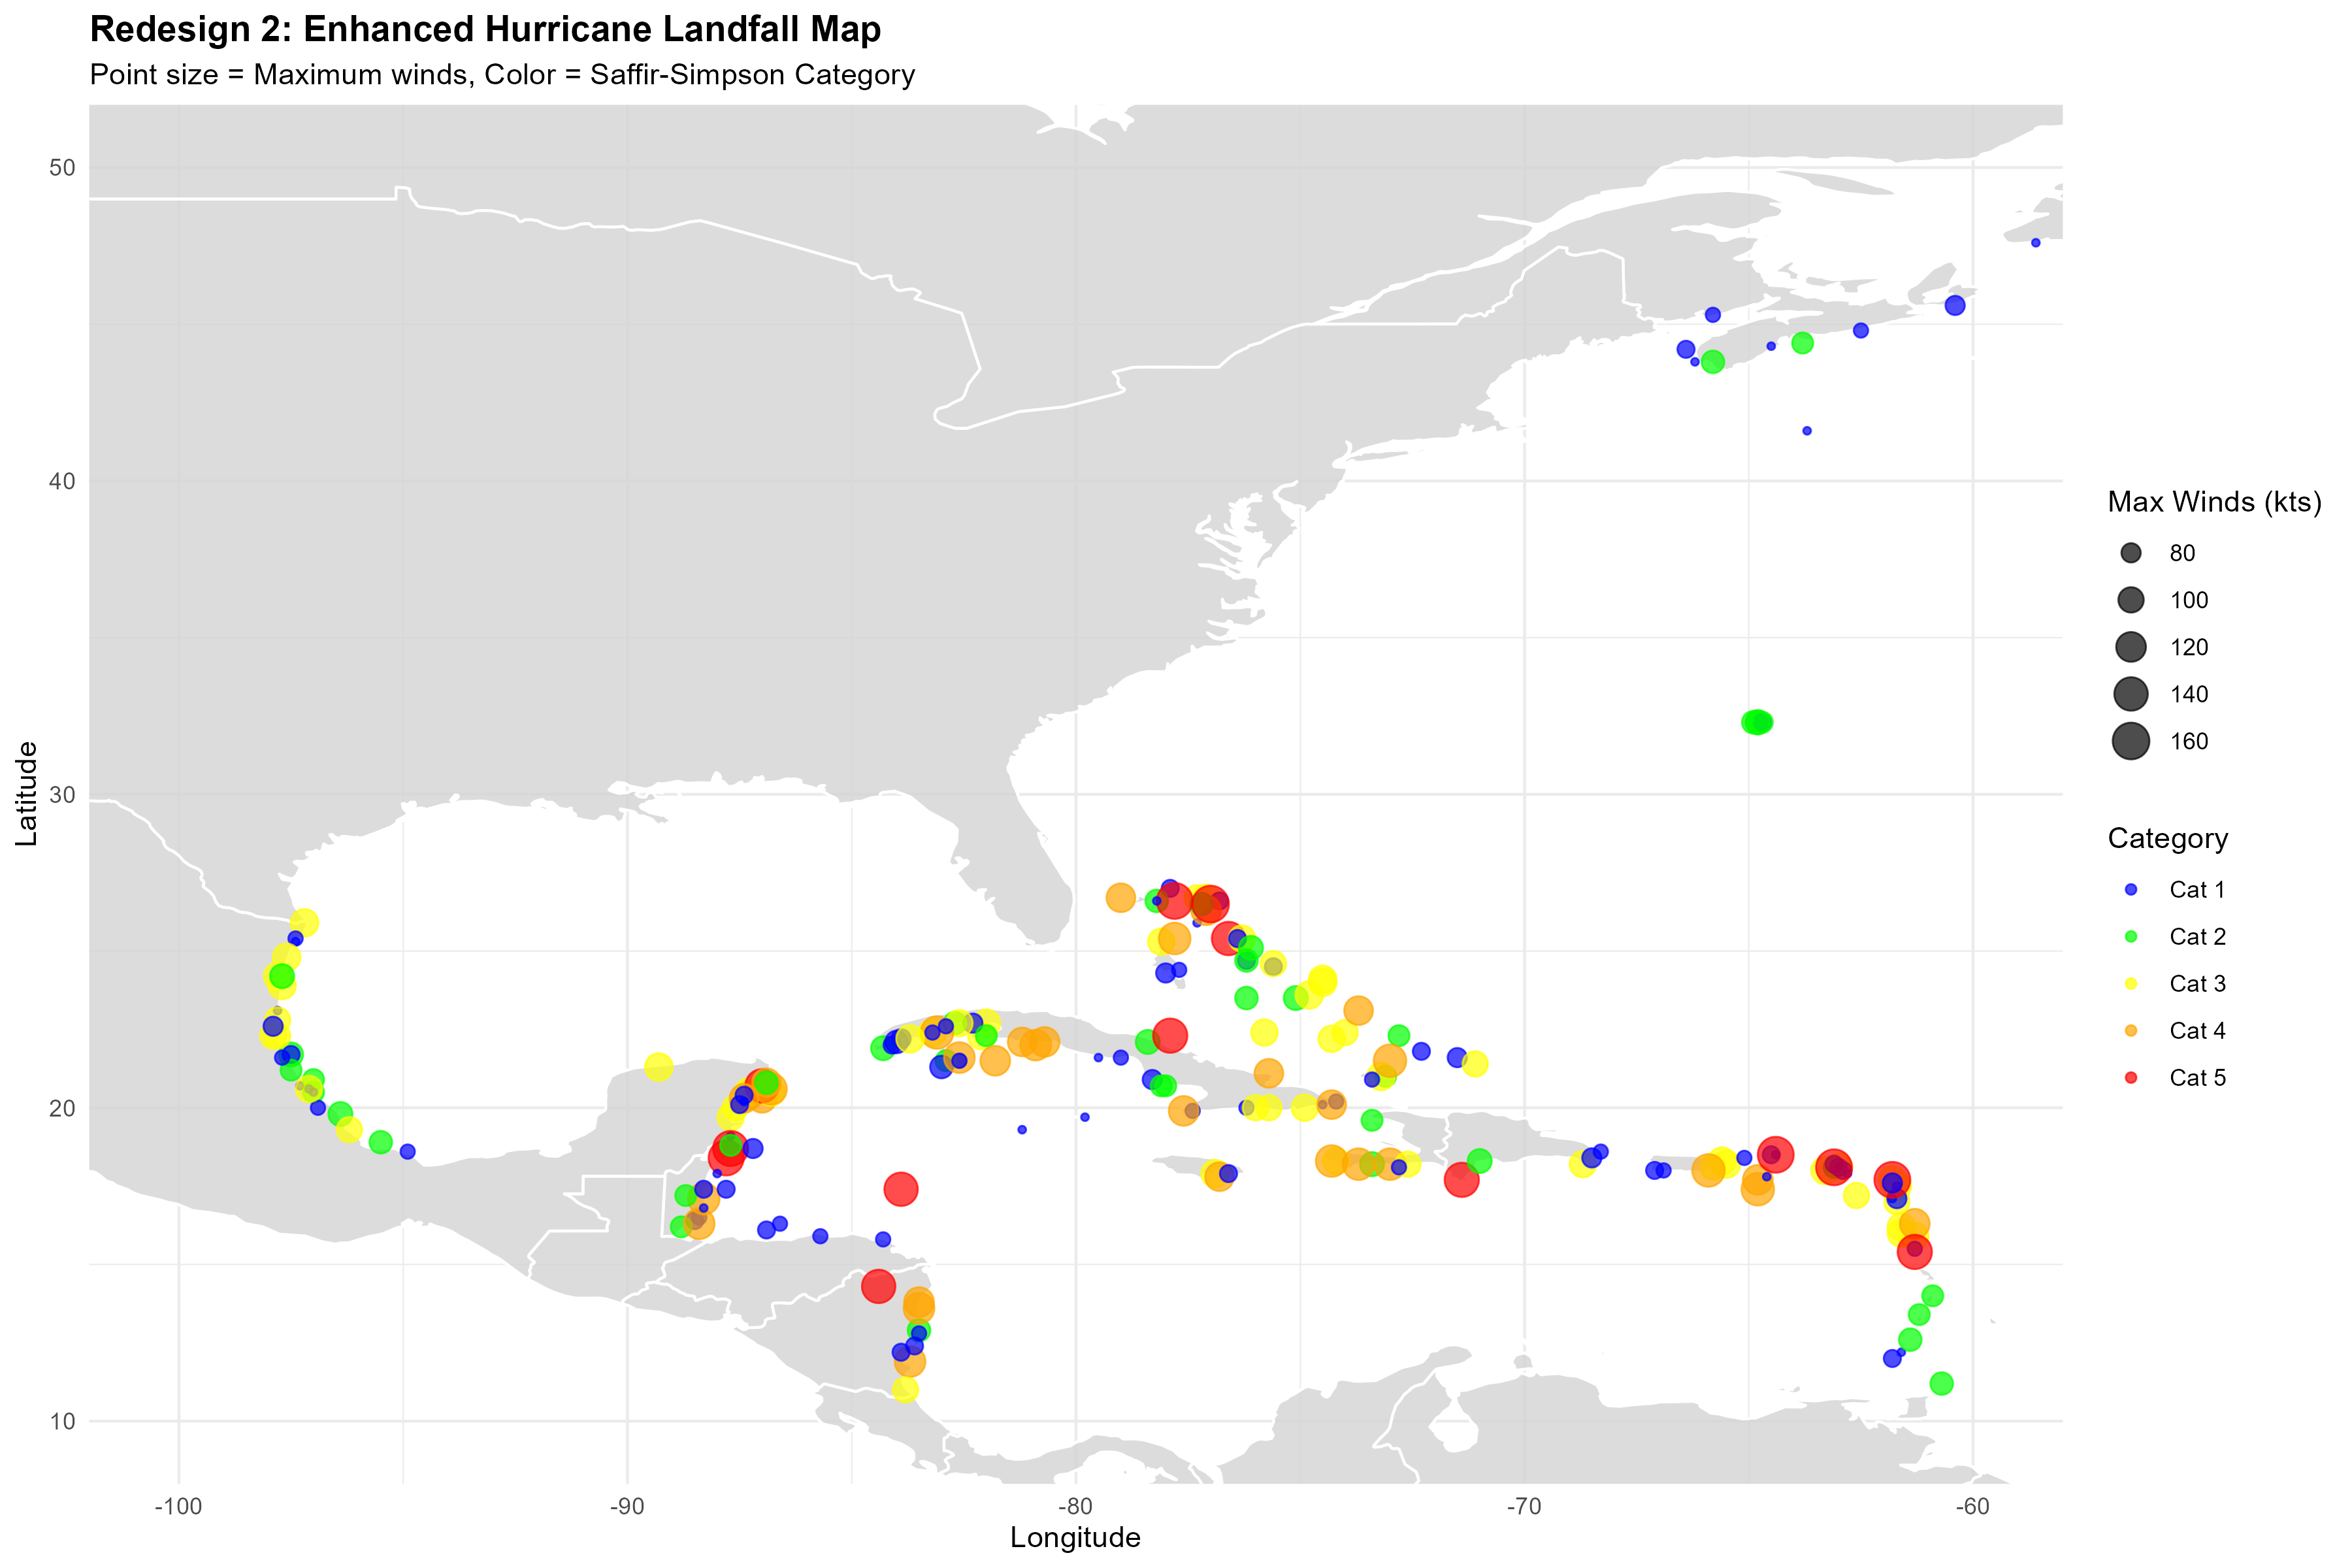 Redesign 2: Enhanced Hurricane Landfall Map
Point size = Maximum winds, Color = Saffir-Simpson Category
50
40
30
20
10
Latitude
-100
-90
-80
-70
-60
Longitude
Max Winds (kts)
80
100
120
140
160
Category
Cat 1
Cat 2
Cat 3
Cat 4
Cat 5